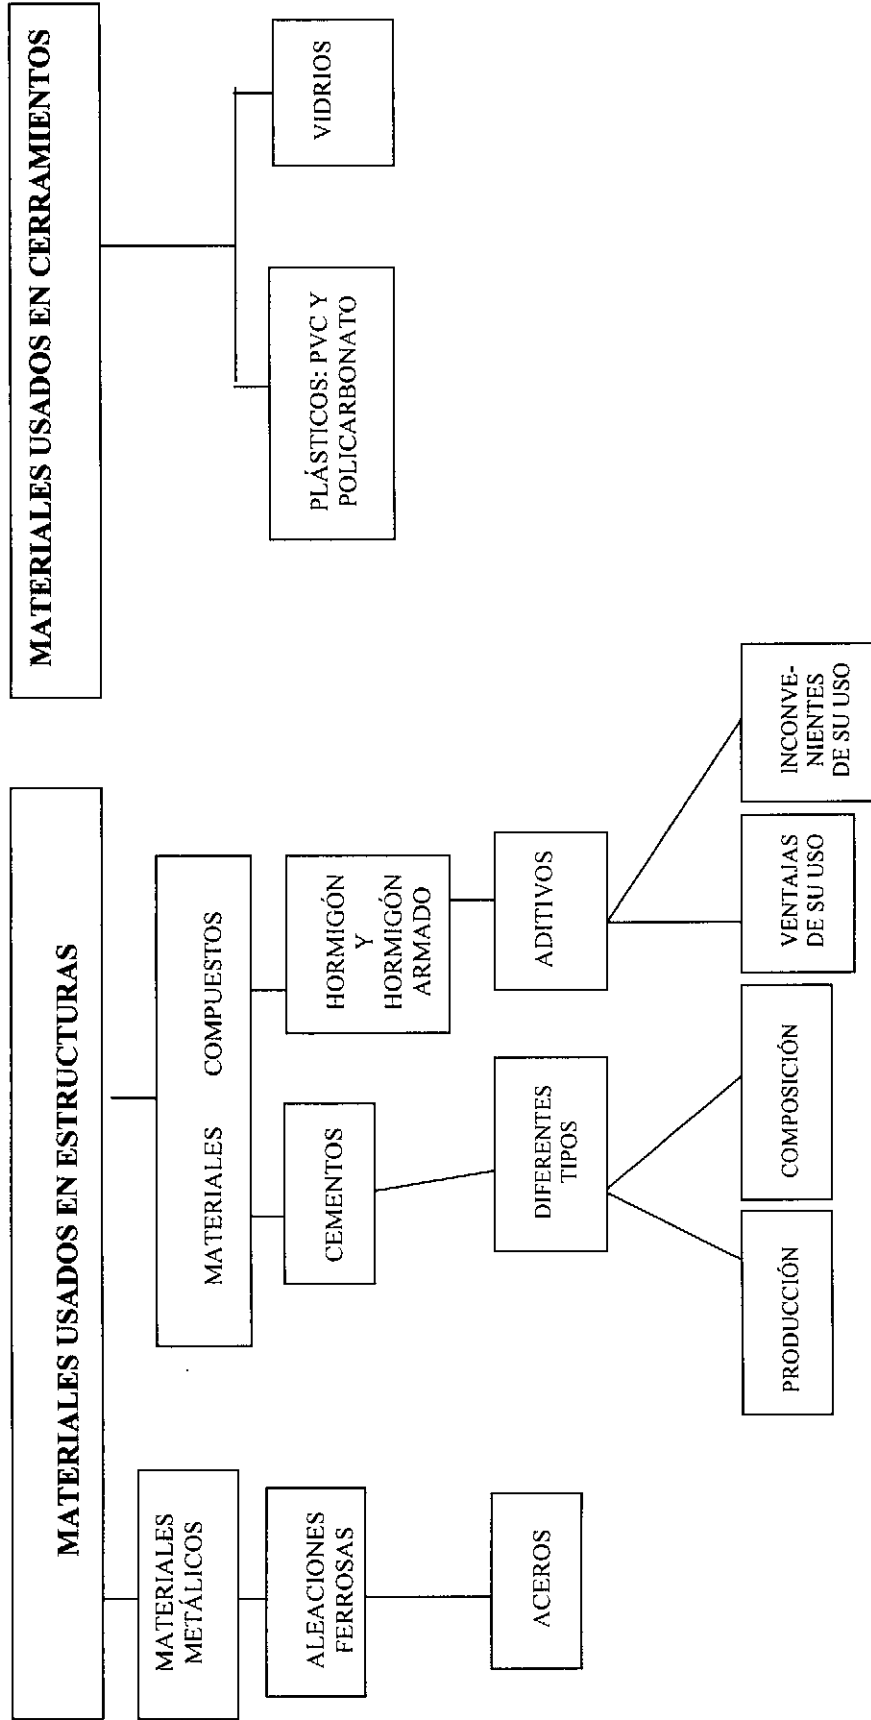 MATERIALES USADOS EN ESTRUCTURAS
MATERIALES
METÁLICOS
ALEACIONES
FERROSAS
ACEROS
MATERIALES COMPUESTOS
CEMENTOS
DIFERENTES
TIPOS
PRODUCCIÓN
COMPOSICIÓN
HORMIGÓN
Y
HORMIGÓN
ARMADO
ADITIVOS
VENTAJAS
DE SU USO
INCONVE-
NIENTES
DE SU USO
MATERIALES USADOS EN CERRAMIENTOS
PLÁSTICOS: PVC Y
POLICARBONATO
VIDRIOS